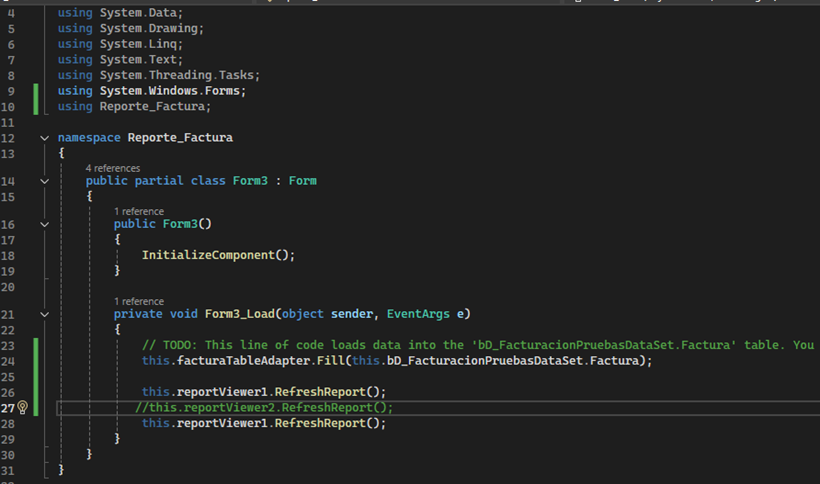 4 using System.Data;
5 using System.Drawing;
6 using System.Linq;
7 using System.Text;
8 using System.Threading.Tasks;
9 using System.Windows.Forms;
10 using Reporte_Factura;
11
12 namespace Reporte_Factura
13 {
4 references
14 public partial class Form3 : Form
15 {
1 reference
16 public Form3()
17 {
18 InitializeComponent();
19 }
20
1 reference
21 private void Form3_Load(object sender, EventArgs e)
22 {
23 // TODO: This line of code loads data into the 'bD_FacturacionPruebasDataSet.Factura' table. You
24 this.facturaTableAdapter.Fill(this.bD_FacturacionPruebasDataSet.Factura);
25
26 this.reportViewer1.RefreshReport();
27 //this.reportViewer2.RefreshReport();
28 this.reportViewer1.RefreshReport();
29 }
30 }
31 }